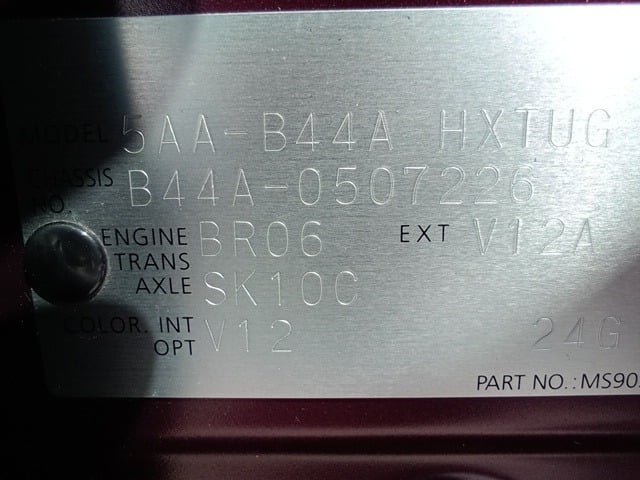 MODEL 5AA-B44A HXTUG
CHASSIS NO. B44A-0507226
ENGINE BR06 EXT V12A
TRANS
AXLE SK10C
COLOR. INT V12 24G
OPT
PART NO.:MS90